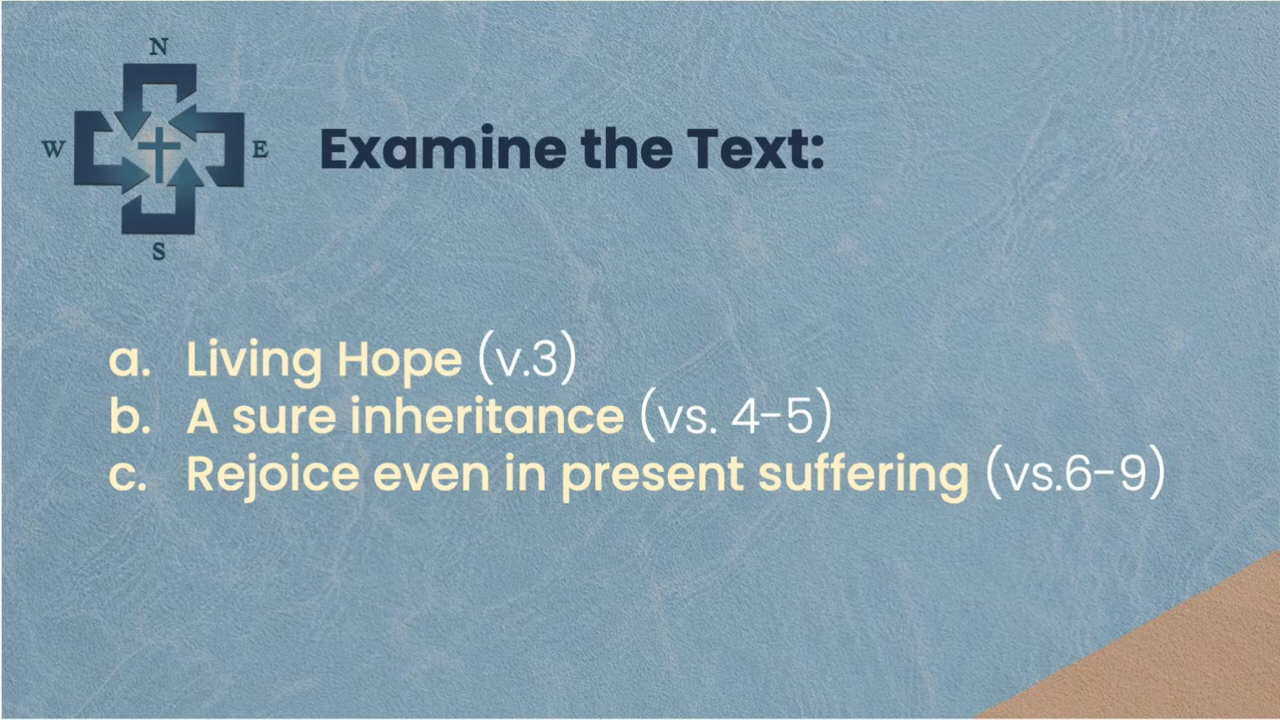 N
W
E
S
Examine the Text:
a. Living Hope (v.3)
b. A sure inheritance (vs. 4-5)
c. Rejoice even in present suffering (vs.6-9)